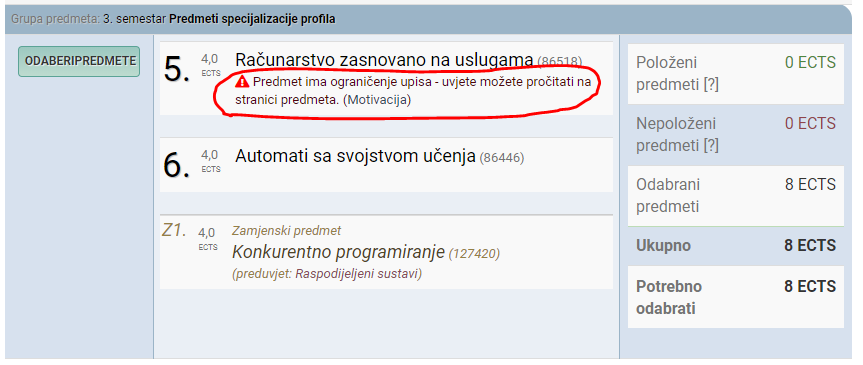 Grupa predmeta: 3. semestar Predmeti specijalizacije profila
ODABERIPREDMETE
5. 4,0 ECTS Računarstvo zasnovano na uslugama (86518)
Predmet ima ograničenje upisa - uvjete možete pročitati na
stranici predmeta. (Motivacija)
6. 4,0 ECTS Automati sa svojstvom učenja (86446)
Z1. 4,0 ECTS Zamjenski predmet
Konkurentno programiranje (127420)
(preduvjet: Raspodijeljeni sustavi)
Položeni 0 ECTS
predmeti [?]
Nepoloženi 0 ECTS
predmeti [?]
Odabrani 8 ECTS
predmeti
Ukupno 8 ECTS
Potrebno 8 ECTS
odabrati